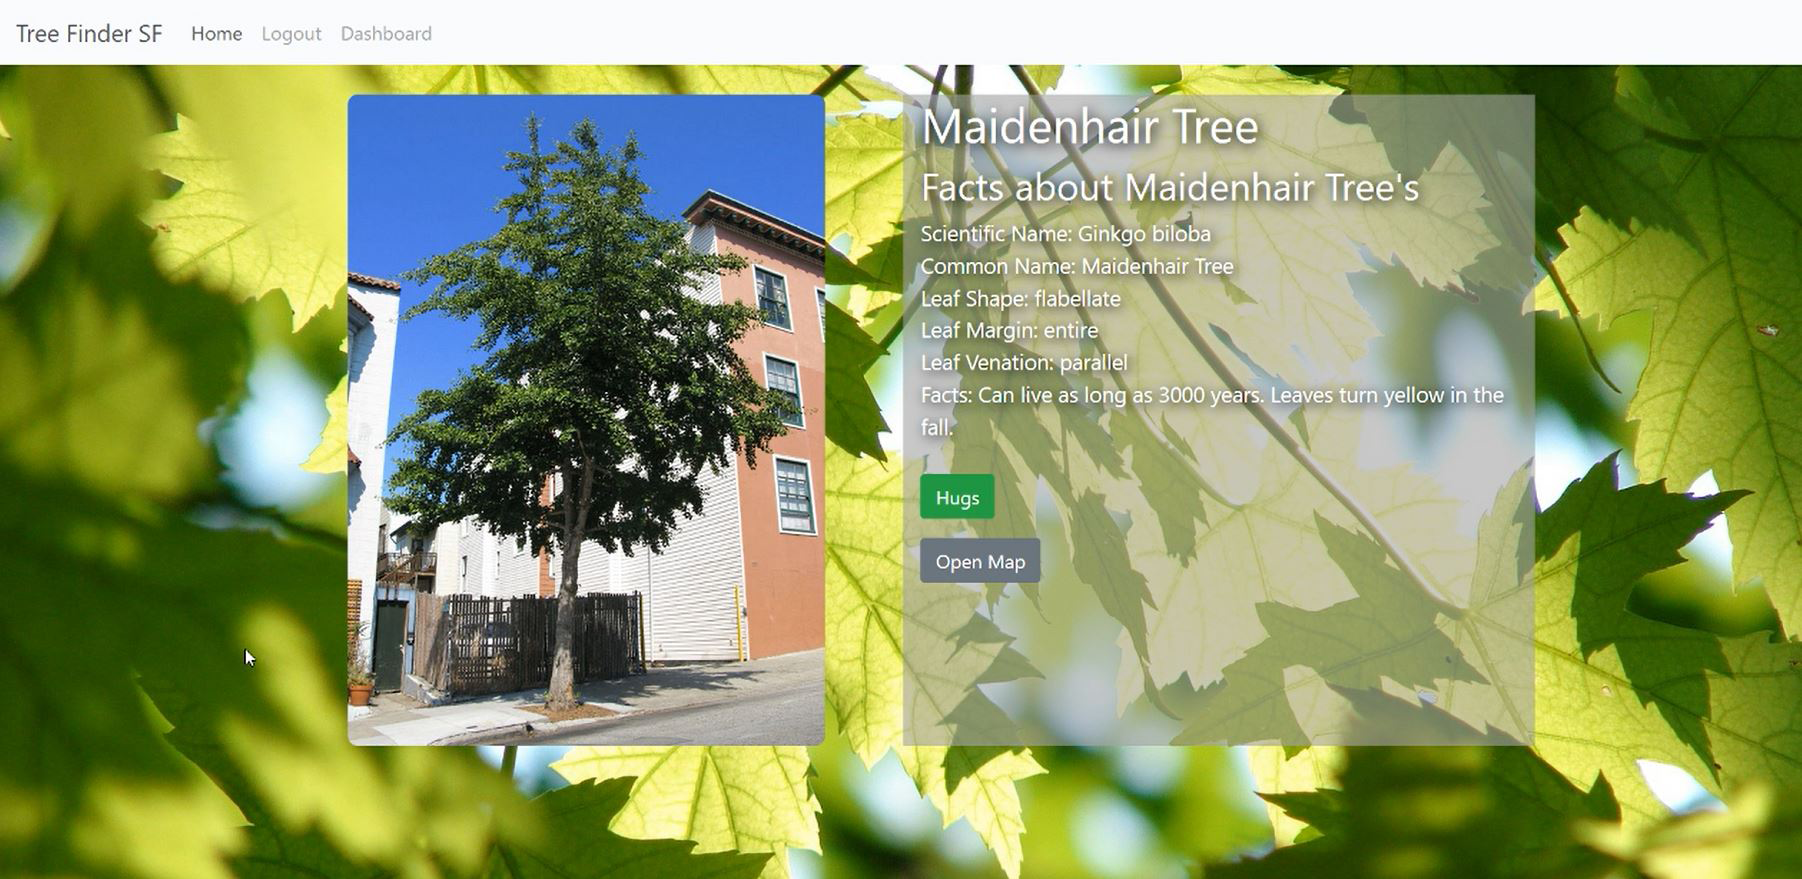 Tree Finder SF Home Logout Dashboard
Maidenhair Tree
Facts about Maidenhair Tree's
Scientific Name: Ginkgo biloba
Common Name: Maidenhair Tree
Leaf Shape: flabellate
Leaf Margin: entire
Leaf Venation: parallel
Facts: Can live as long as 3000 years. Leaves turn yellow in the
fall.
Hugs
Open Map